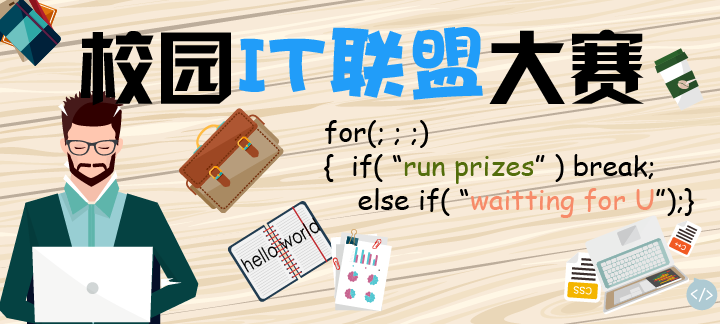 校园IT联盟大赛
for(; ; ;)
{ if( “run prizes” ) break;
else if( “waitting for U”);}
hello world
CSS
C++
</>